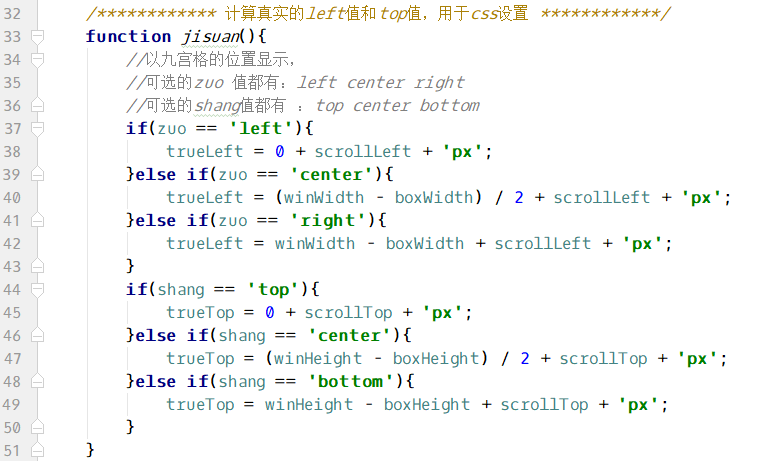 32 /************ 计算真实的left值和top值，用于css设置 ************/
33 function jisuan(){
34 //以九宫格的位置显示，
35 //可选的zuo 值都有：left center right
36 //可选的shang值都有 ：top center bottom
37 if(zuo == 'left'){
38 trueLeft = 0 + scrollLeft + 'px';
39 }else if(zuo == 'center'){
40 trueLeft = (winWidth - boxWidth) / 2 + scrollLeft + 'px';
41 }else if(zuo == 'right'){
42 trueLeft = winWidth - boxWidth + scrollLeft + 'px';
43 }
44 if(shang == 'top'){
45 trueTop = 0 + scrollTop + 'px';
46 }else if(shang == 'center'){
47 trueTop = (winHeight - boxHeight) / 2 + scrollTop + 'px';
48 }else if(shang == 'bottom'){
49 trueTop = winHeight - boxHeight + scrollTop + 'px';
50 }
51 }